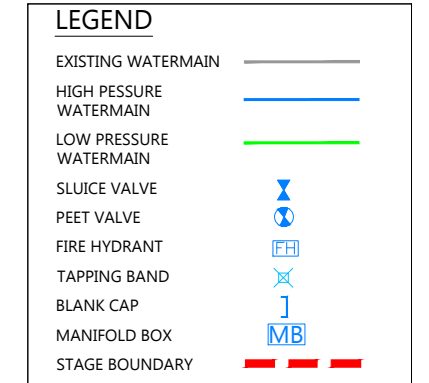 LEGEND
EXISTING WATERMAIN
HIGH PESSURE
WATERMAIN
LOW PRESSURE
WATERMAIN
SLUICE VALVE
PEET VALVE
FIRE HYDRANT FH
TAPPING BAND
BLANK CAP ]
MANIFOLD BOX MB
STAGE BOUNDARY